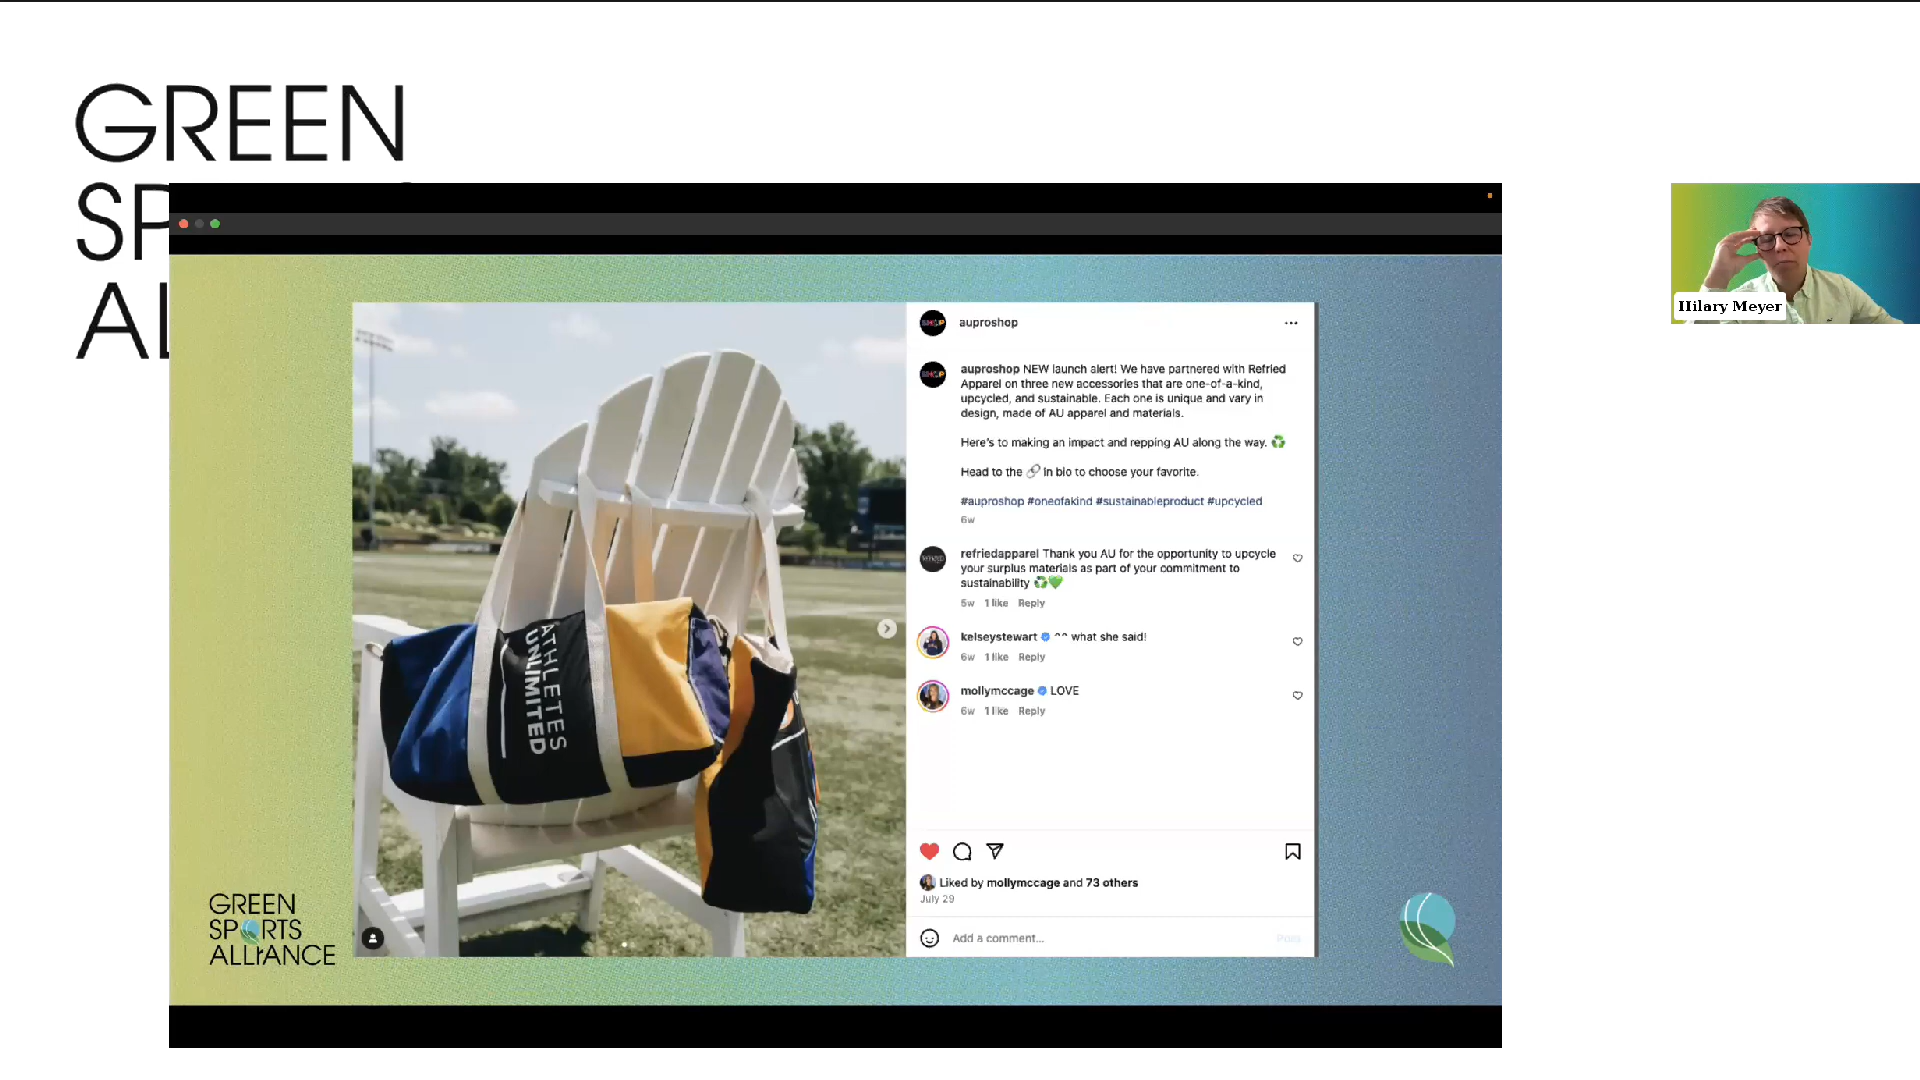 GREEN
SP
AL
Hilary Meyer
auproshop
auproshop NEW launch alert! We have partnered with Refried
Apparel on three new accessories that are one-of-a-kind,
upcycled, and sustainable. Each one is unique and vary in
design, made of AU apparel and materials.
Here's to making an impact and repping AU along the way. ♻️
Head to the 🔗 in bio to choose your favorite.
#auproshop #oneofakind #sustainableproduct #upcycled
6w
refriedapparel Thank you AU for the opportunity to upcycle
your surplus materials as part of your commitment to
sustainability ♻️💚
5w 1 like Reply
kelseystewart ^^ what she said!
6w 1 like Reply
mollymccage LOVE
6w 1 like Reply
Liked by mollymccage and 73 others
July 29
Add a comment...
Post
ATHLETES
UNLIMITED
GREEN
SPORTS
ALLIANCE